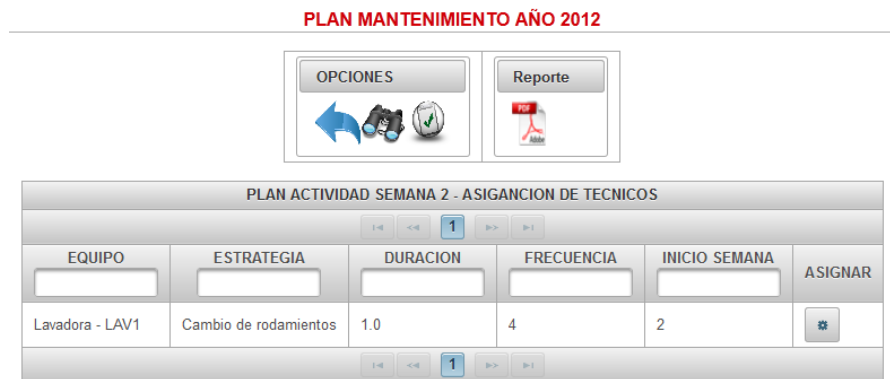 PLAN MANTENIMIENTO AÑO 2012
OPCIONES
Reporte
PDF
Adobe
PLAN ACTIVIDAD SEMANA 2 - ASIGANCION DE TECNICOS
1
EQUIPO ESTRATEGIA DURACION FRECUENCIA INICIO SEMANA ASIGNAR
Lavadora - LAV1 Cambio de rodamientos 1.0 4 2
1